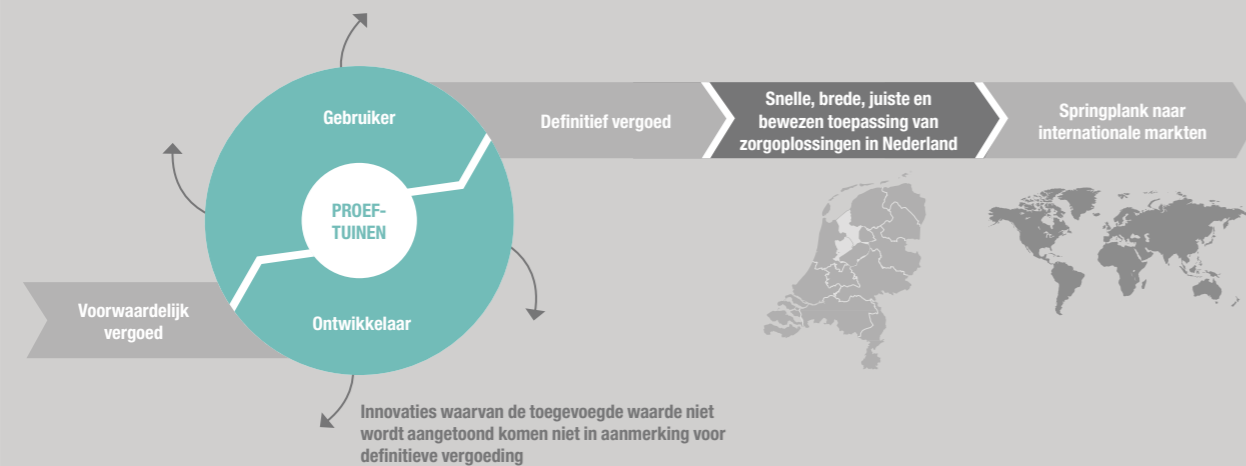 Voorwaardelijk
vergoed
Gebruiker
PROEF-
TUINEN
Ontwikkelaar
Definitief vergoed
Snelle, brede, juiste en
bewezen toepassing van
zorgoplossingen in Nederland
Springplank naar
internationale markten
Innovaties waarvan de toegevoegde waarde niet
wordt aangetoond komen niet in aanmerking voor
definitieve vergoeding